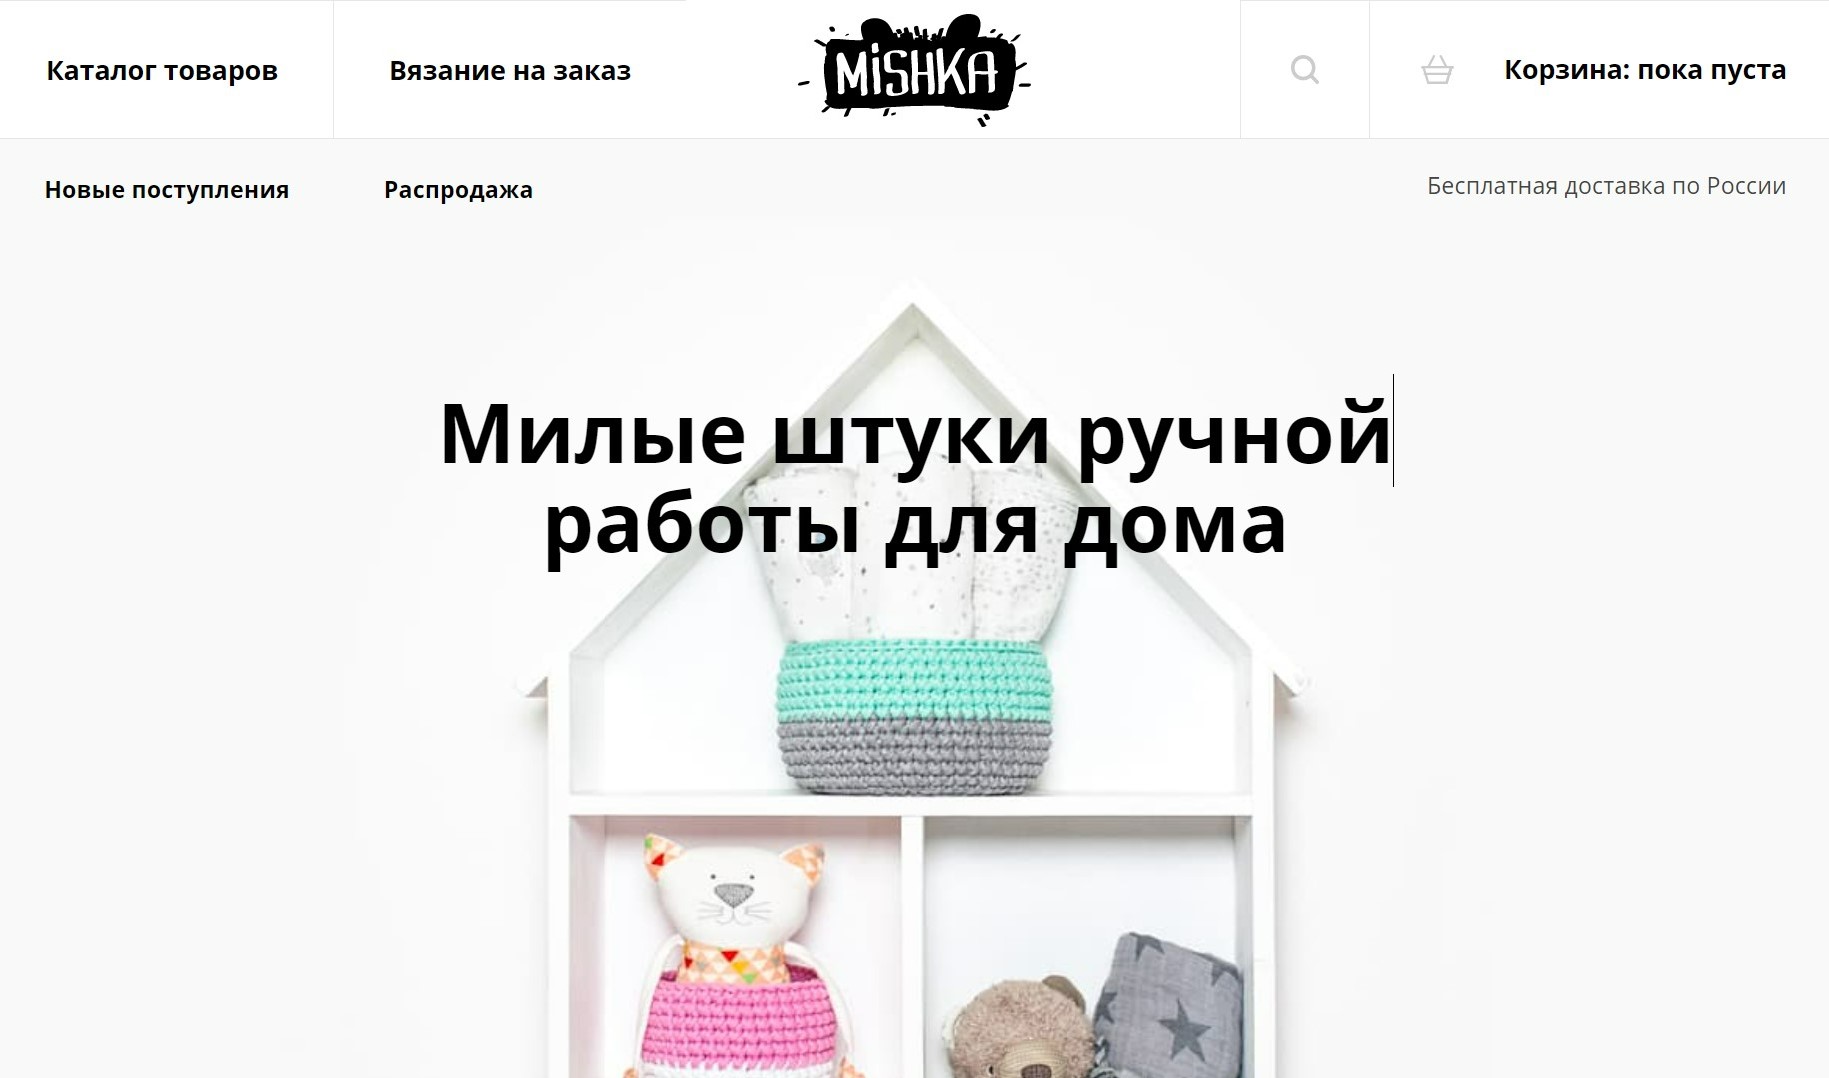 Каталог товаров
Вязание на заказ
MiSHKA
Корзина: пока пуста
Новые поступления
Распродажа
Бесплатная доставка по России
Милые штуки ручной
работы для дома